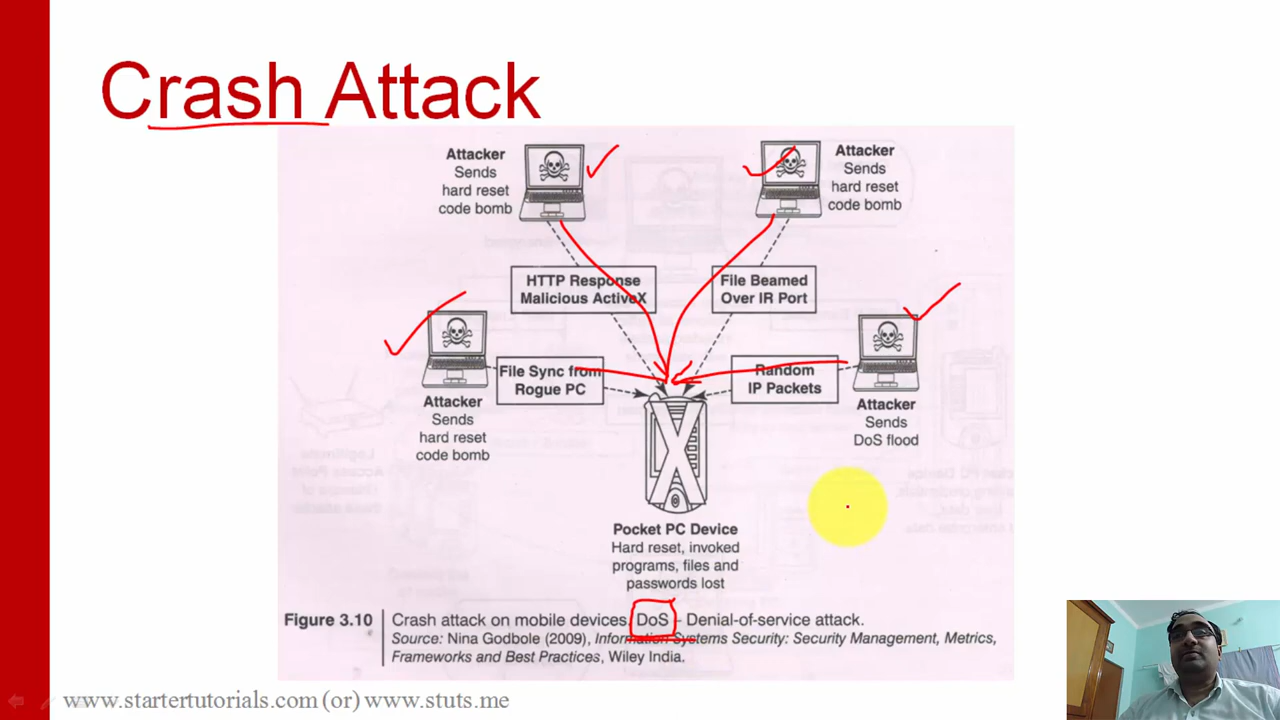 Crash Attack
Attacker
Sends
hard reset
code bomb
Attacker
Sends
hard reset
code bomb
HTTP Response
Malicious ActiveX
File Beamed
Over IR Port
File Sync from
Rogue PC
Random
IP Packets
Attacker
Sends
hard reset
code bomb
Attacker
Sends
DoS flood
Pocket PC Device
Hard reset, invoked
programs, files and
passwords lost
Figure 3.10 Crash attack on mobile devices. DoS – Denial-of-service attack.
Source: Nina Godbole (2009), Information Systems Security: Security Management, Metrics,
Frameworks and Best Practices, Wiley India.
www.startertutorials.com (or) www.stuts.me